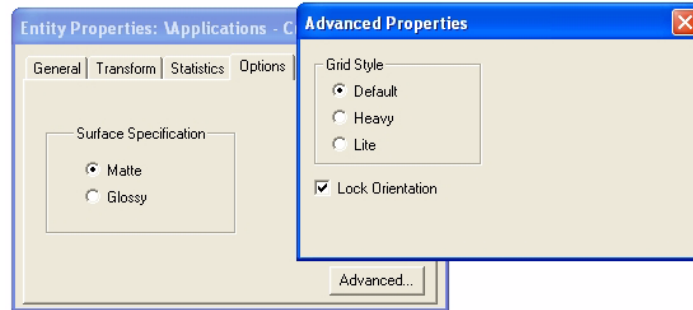 Entity Properties: \Applications - C
General
Transform
Statistics
Options
Surface Specification
Matte
Glossy
Advanced...
Advanced Properties
Grid Style
Default
Heavy
Lite
Lock Orientation